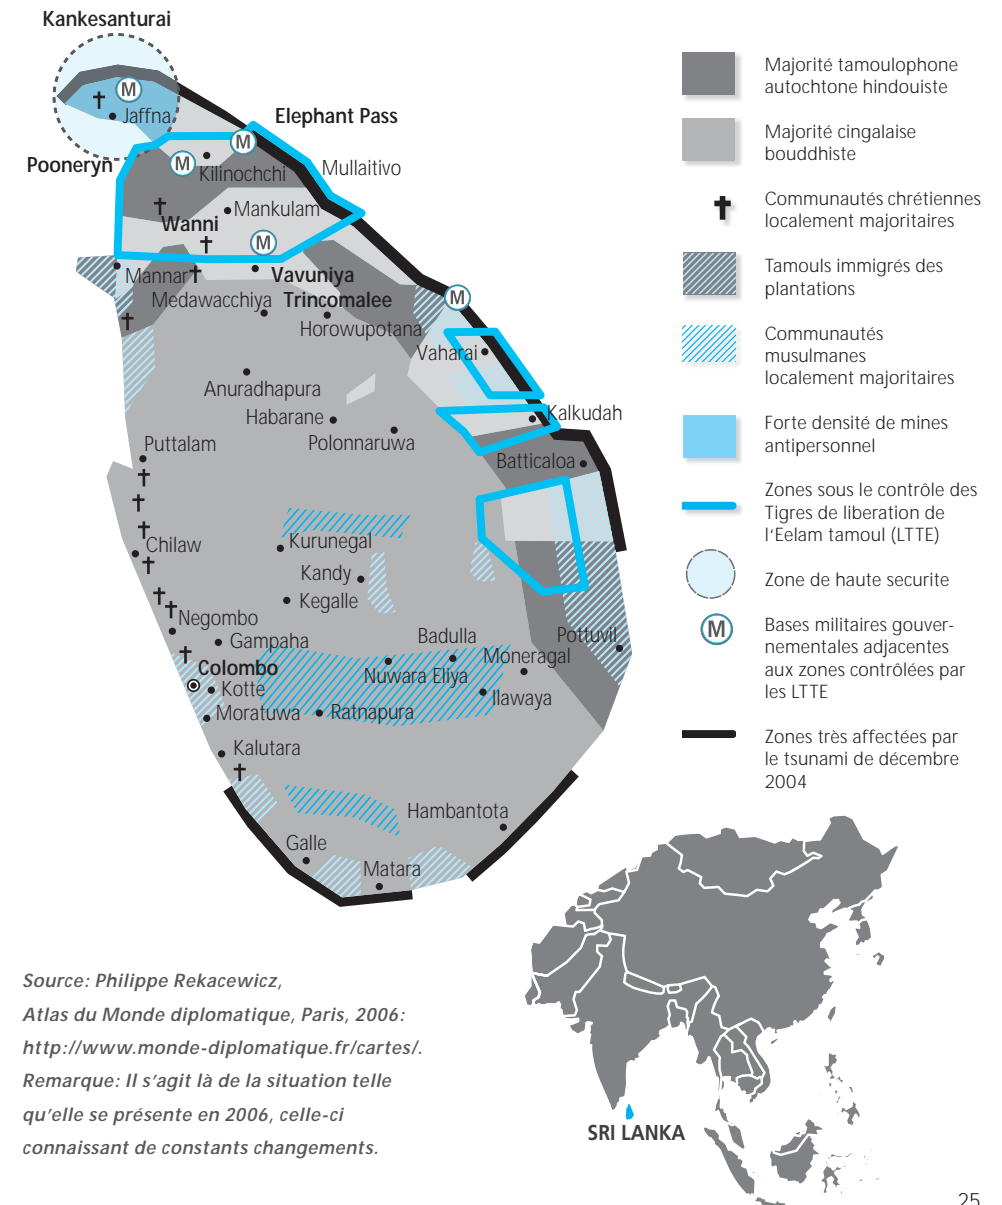 Kankesanturai
M
Jaffna
Elephant Pass
M
Pooneryn
M
Kilinochchi
Mullaitivo
Mankulam
Wanni
M
Mannar
Vavuniya
Medawacchiya
Trincomalee
M
Horowupotana
Vaharai
Anuradhapura
Habarane
Kalkudah
Polonnaruwa
Puttalam
Batticaloa
Chilaw
Kurunegal
Kandy
Kegalle
Negombo
Gampaha
Badulla
Pottuvil
Moneragal
Colombo
Nuwara Eliya
Kotte
Ilawaya
Moratuwa
Ratnapura
Kalutara
Hambantota
Galle
Matara
Majorité tamoulophone
autochtone hindouiste
Majorité cingalaise
bouddhiste
Communautés chrétiennes
localement majoritaires
Tamouls immigrés des
plantations
Communautés
musulmanes
localement majoritaires
Forte densité de mines
antipersonnel
Zones sous le contrôle des
Tigres de liberation de
l‘Eelam tamoul (LTTE)
Zone de haute securite
M
Bases militaires gouver-
nementales adjacentes
aux zones contrôlées par
les LTTE
Zones très affectées par
le tsunami de décembre
2004
Source: Philippe Rekacewicz,
Atlas du Monde diplomatique, Paris, 2006:
http://www.monde-diplomatique.fr/cartes/.
Remarque: Il s’agit là de la situation telle
qu’elle se présente en 2006, celle-ci
connaissant de constants changements.
SRI LANKA
25